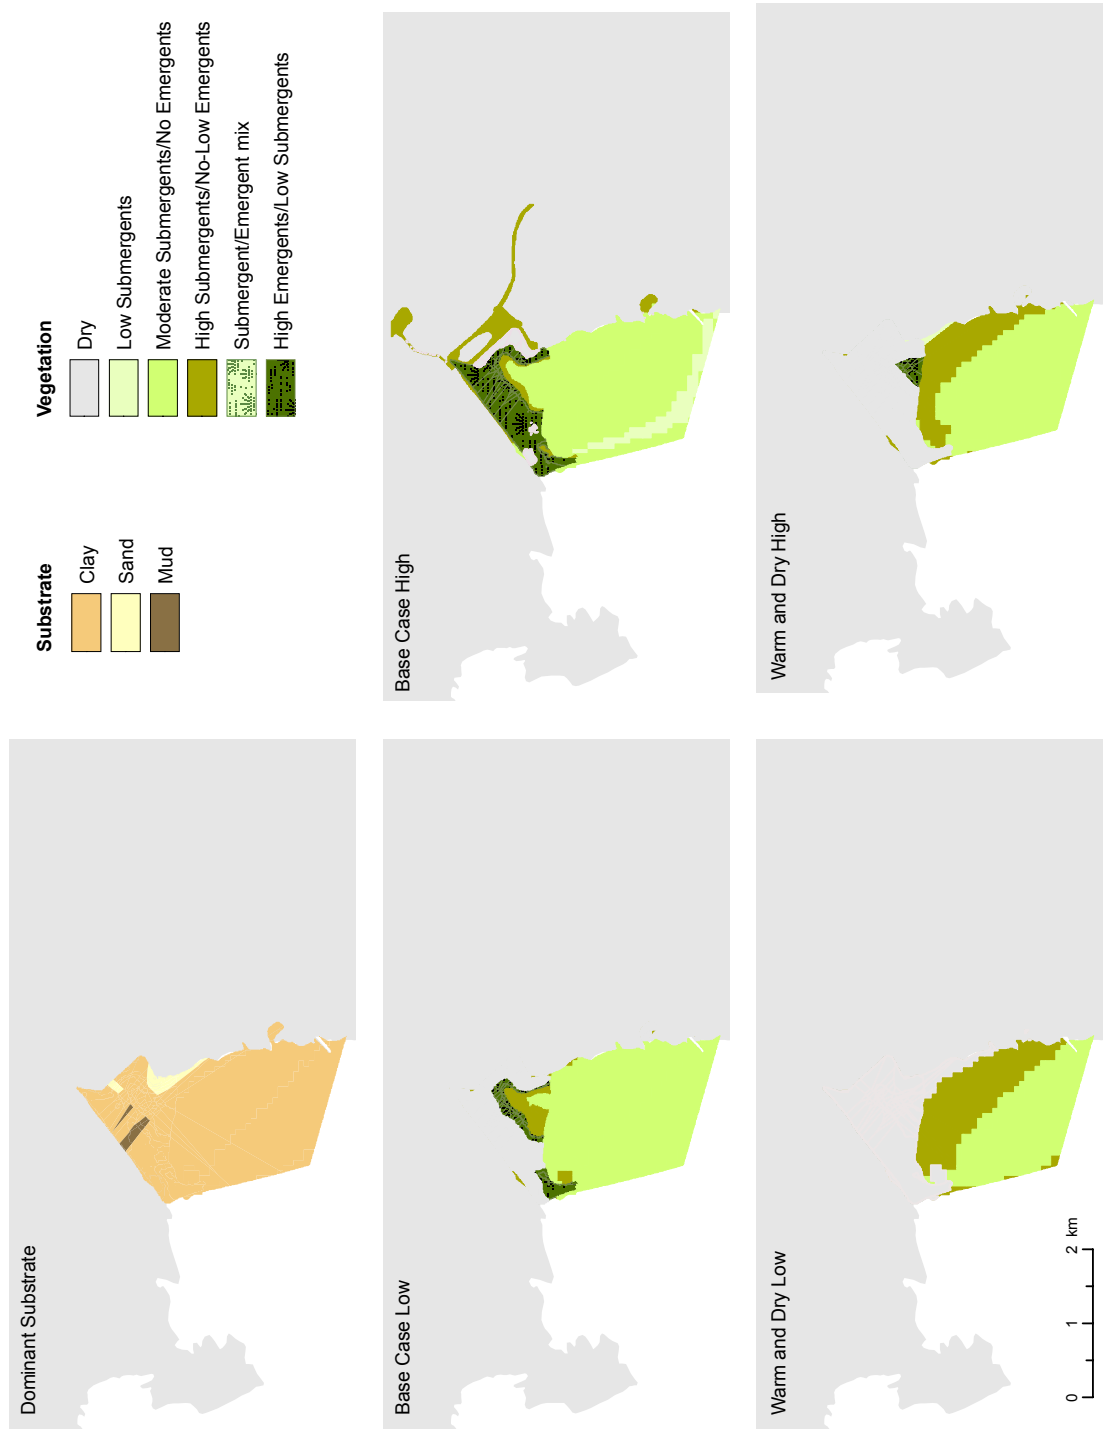 Dominant Substrate
Substrate
Clay
Sand
Mud
Vegetation
Dry
Low Submergents
Moderate Submergents/No Emergents
High Submergents/No-Low Emergents
Submergent/Emergent mix
High Emergents/Low Submergents
Base Case Low
Base Case High
Warm and Dry Low
Warm and Dry High
0 1 2 km